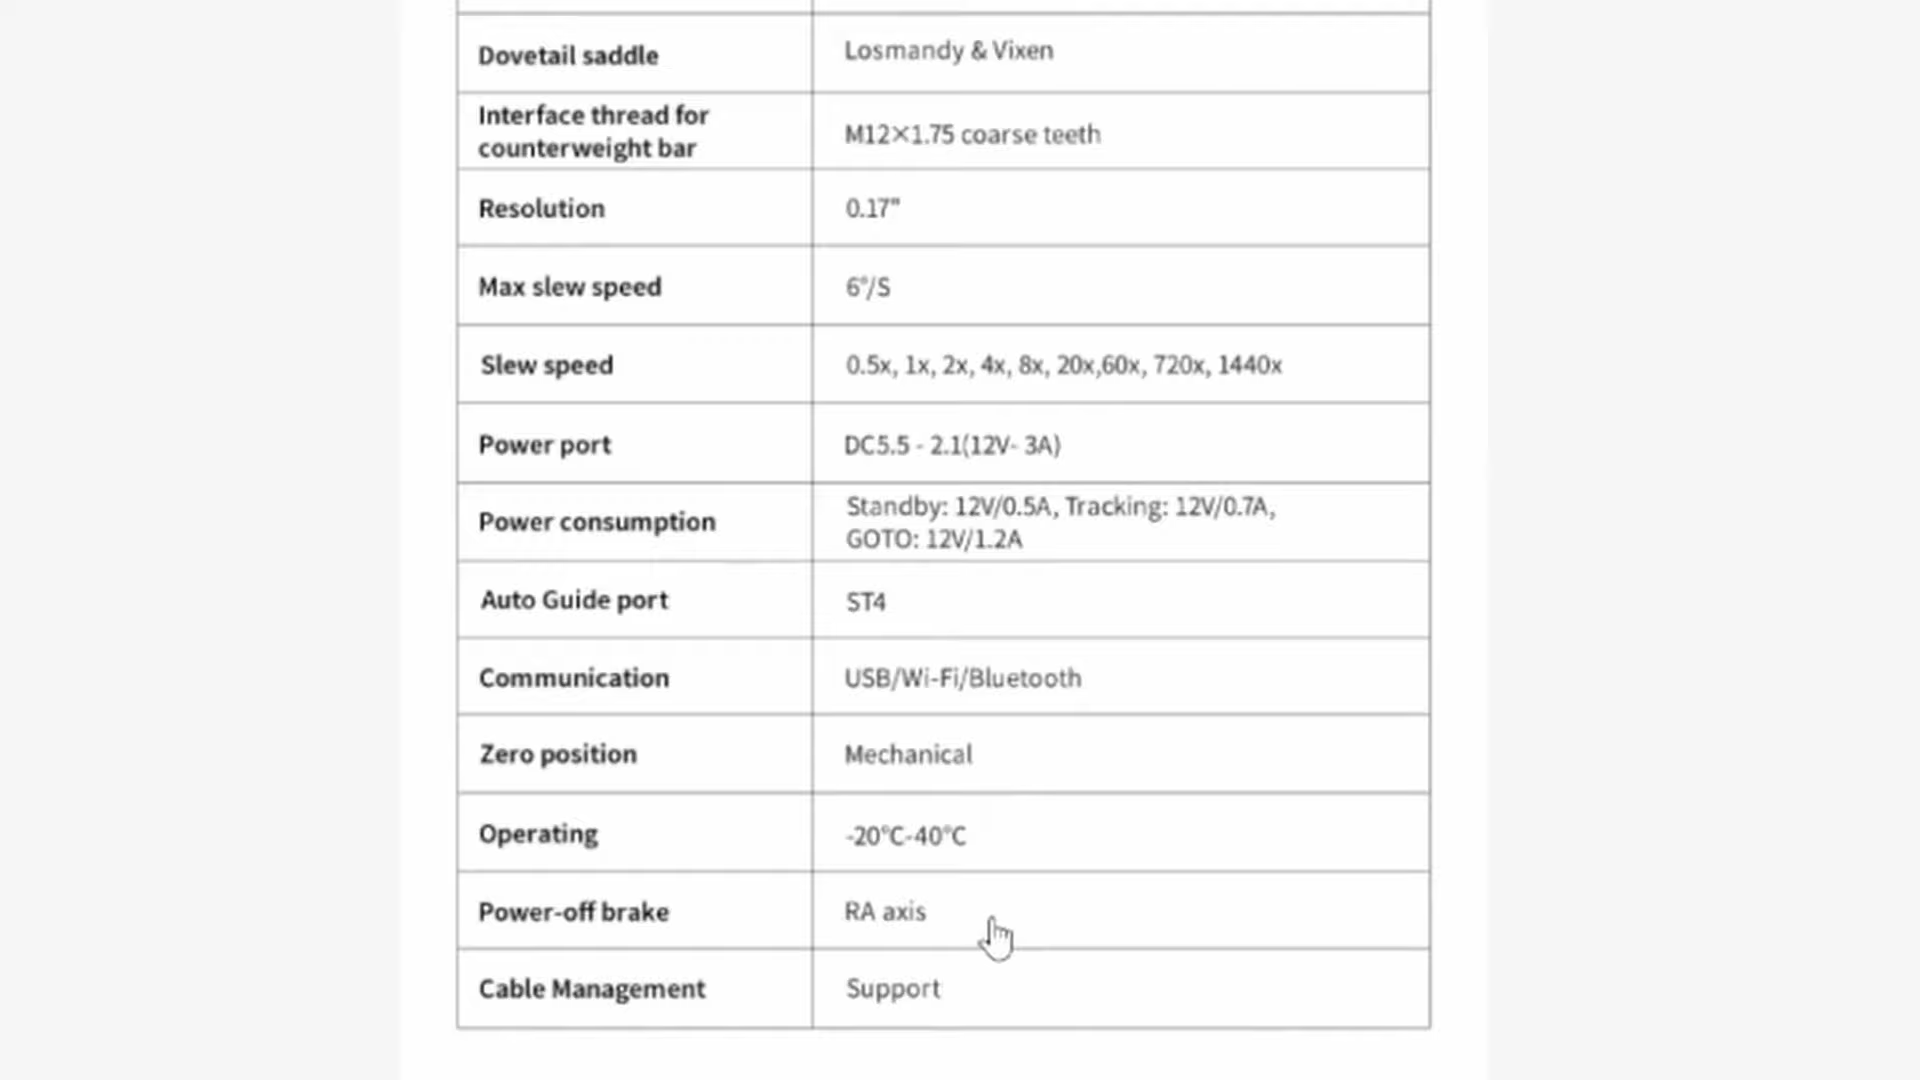 Dovetail saddle
Losmandy & Vixen
Interface thread for
counterweight bar
M12×1.75 coarse teeth
Resolution
0.17"
Max slew speed
6°/S
Slew speed
0.5x, 1x, 2x, 4x, 8x, 20x,60x, 720x, 1440x
Power port
DC5.5 - 2.1(12V- 3A)
Power consumption
Standby: 12V/0.5A, Tracking: 12V/0.7A,
GOTO: 12V/1.2A
Auto Guide port
ST4
Communication
USB/Wi-Fi/Bluetooth
Zero position
Mechanical
Operating
-20°C-40°C
Power-off brake
RA axis
Cable Management
Support